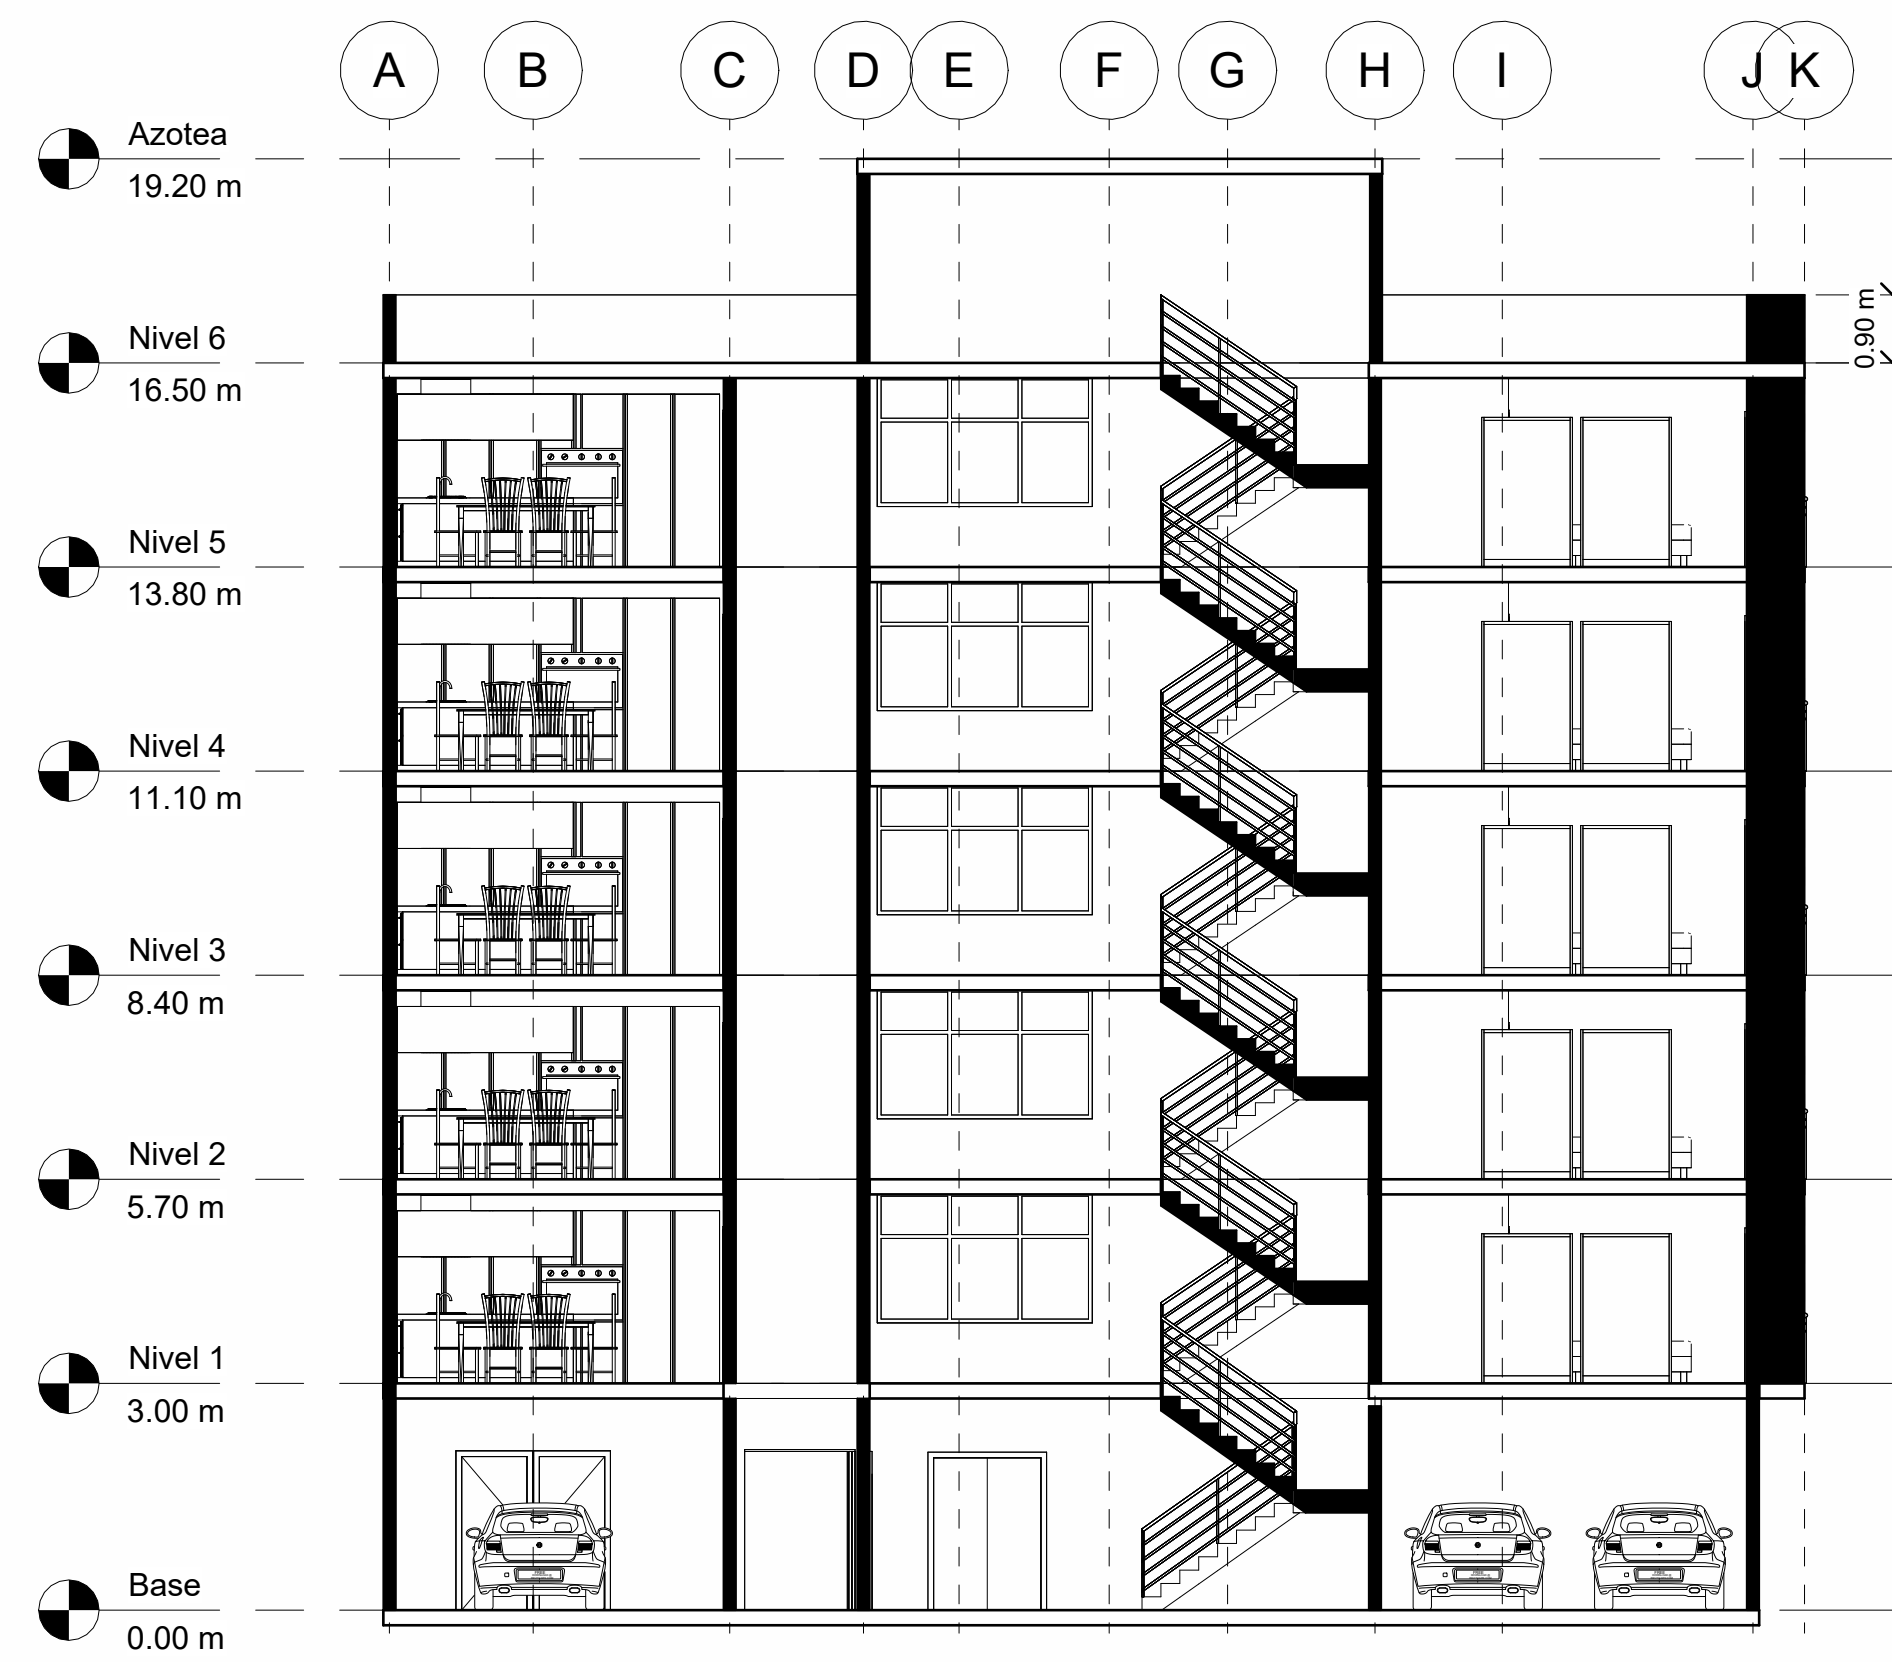 A B C D E F G H I J K
Azotea
19.20 m
0.90 m
Nivel 6
16.50 m
Nivel 5
13.80 m
Nivel 4
11.10 m
Nivel 3
8.40 m
Nivel 2
5.70 m
Nivel 1
3.00 m
Base
0.00 m